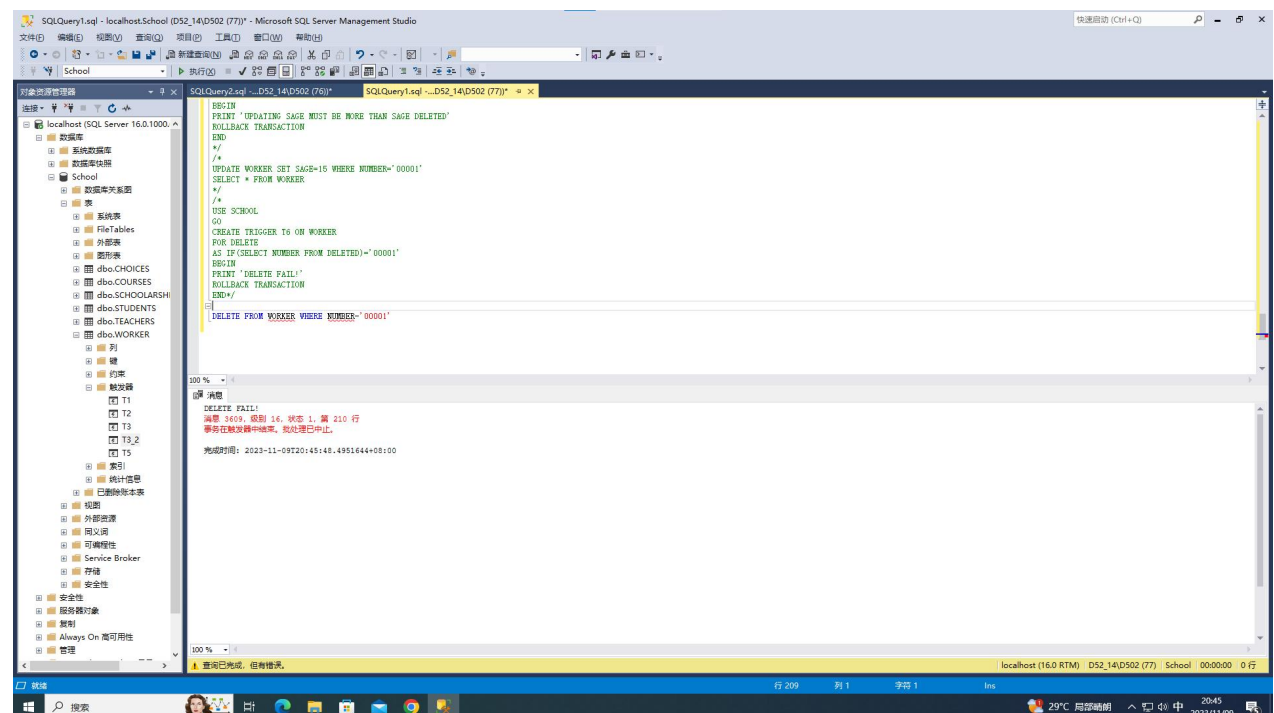 SQLQuery1.sql - localhost.School (D52_14\D502 (77))* - Microsoft SQL Server Management Studio
快速启动 (Ctrl+Q)
文件(F) 编辑(E) 视图(V) 查询(Q) 项目(P) 工具(T) 窗口(W) 帮助(H)
新建查询(N)
School
执行(X)
对象资源管理器
SQLQuery2.sql -...D52_14\D502 (76))*
SQLQuery1.sql -...D52_14\D502 (77))*
连接
localhost (SQL Server 16.0.1000.
数据库
系统数据库
数据库快照
School
数据库关系图
表
系统表
FileTables
外部表
图形表
dbo.CHOICES
dbo.COURSES
dbo.SCHOOLARSHI
dbo.STUDENTS
dbo.TEACHERS
dbo.WORKER
列
键
约束
触发器
T1
T2
T3
T3_2
T5
索引
统计信息
已删除账本表
视图
外部资源
同义词
可编程性
Service Broker
存储
安全性
安全性
服务器对象
复制
Always On 高可用性
管理
BEGIN
PRINT 'UPDATING SAGE MUST BE MORE THAN SAGE DELETED'
ROLLBACK TRANSACTION
END
*/
/*
UPDATE WORKER SET SAGE=15 WHERE NUMBER='00001'
SELECT * FROM WORKER
*/
/*
USE SCHOOL
GO
CREATE TRIGGER T6 ON WORKER
FOR DELETE
AS IF(SELECT NUMBER FROM DELETED)='00001'
BEGIN
PRINT 'DELETE FAIL!'
ROLLBACK TRANSACTION
END*/
DELETE FROM WORKER WHERE NUMBER='00001'
100 %
消息
DELETE FAIL!
消息 3609，级别 16，状态 1，第 210 行
事务在触发器中结束。批处理已中止。
完成时间: 2023-11-09T20:45:48.4951644+08:00
100 %
查询已完成，但有错误。
localhost (16.0 RTM) D52_14\D502 (77) School 00:00:00 0 行
就绪
行 209 列 1 字符 1 Ins
搜索
29°C 局部晴朗
中
20:45
2023/11/09